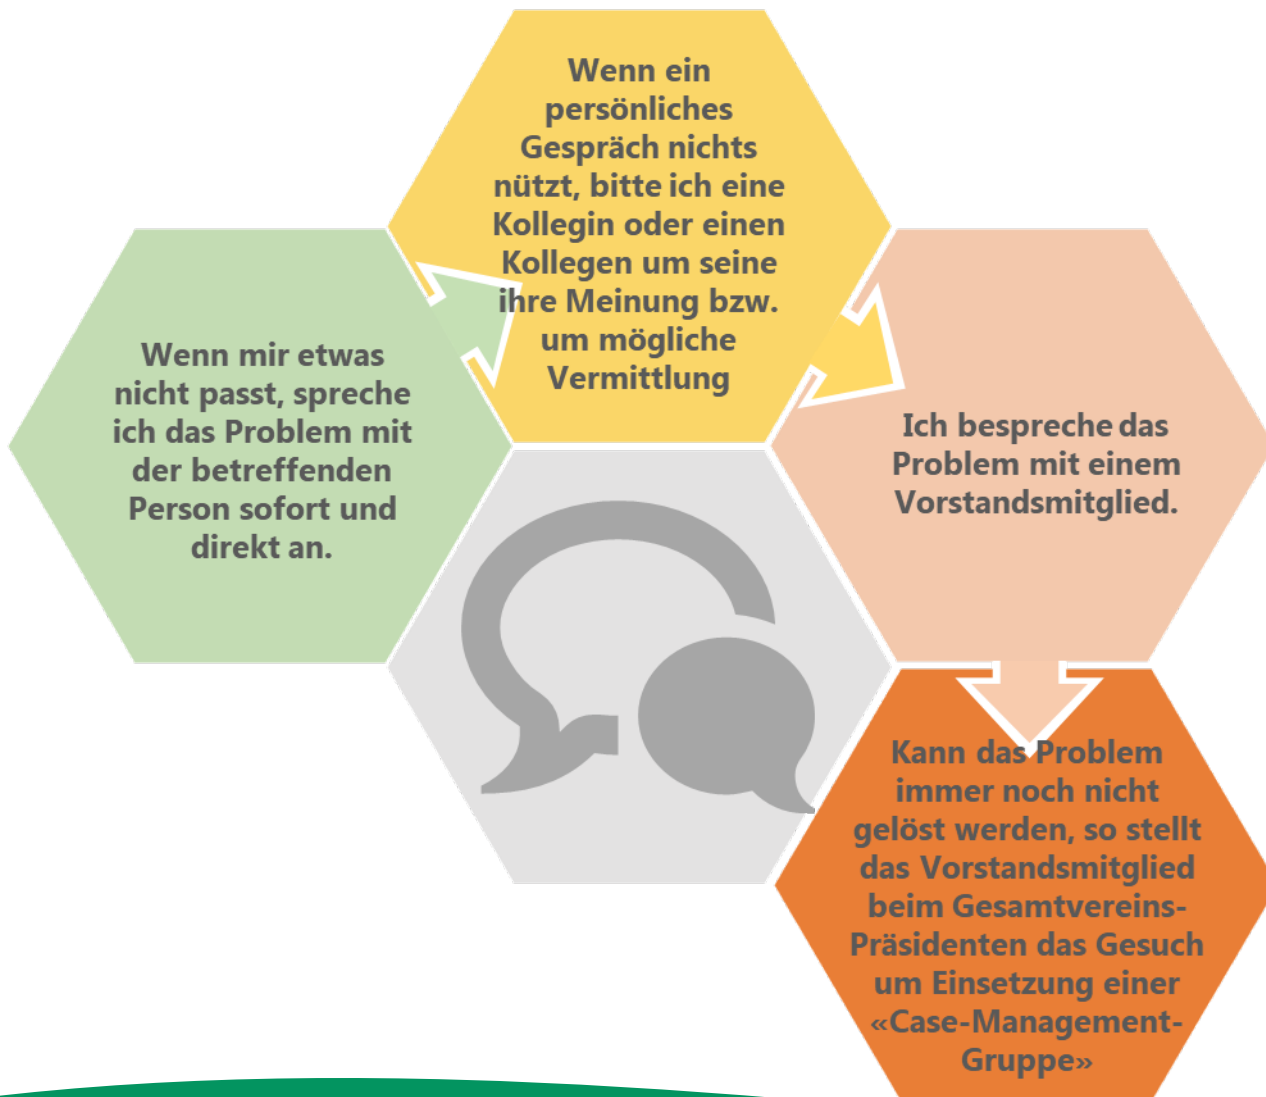 Wenn mir etwas
nicht passt, spreche
ich das Problem mit
der betreffenden
Person sofort und
direkt an.
Wenn ein
persönliches
Gespräch nichts
nützt, bitte ich eine
Kollegin oder einen
Kollegen um seine
ihre Meinung bzw.
um mögliche
Vermittlung
Ich bespreche das
Problem mit einem
Vorstandsmitglied.
Kann das Problem
immer noch nicht
gelöst werden, so stellt
das Vorstandsmitglied
beim Gesamtvereins-
Präsidenten das Gesuch
um Einsetzung einer
«Case-Management-
Gruppe»